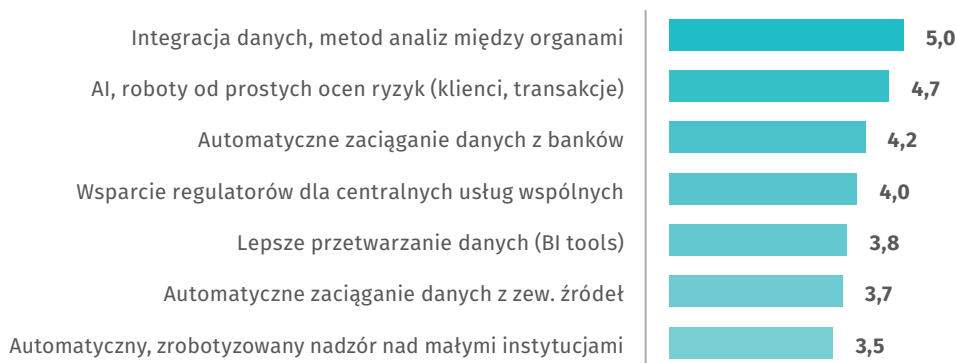 Integracja danych, metod analiz między organami 5,0
AI, roboty od prostych ocen ryzyk (klienci, transakcje) 4,7
Automatyczne zaciąganie danych z banków 4,2
Wsparcie regulatorów dla centralnych usług wspólnych 4,0
Lepsze przetwarzanie danych (BI tools) 3,8
Automatyczne zaciąganie danych z zew. źródeł 3,7
Automatyczny, zrobotyzowany nadzór nad małymi instytucjami 3,5